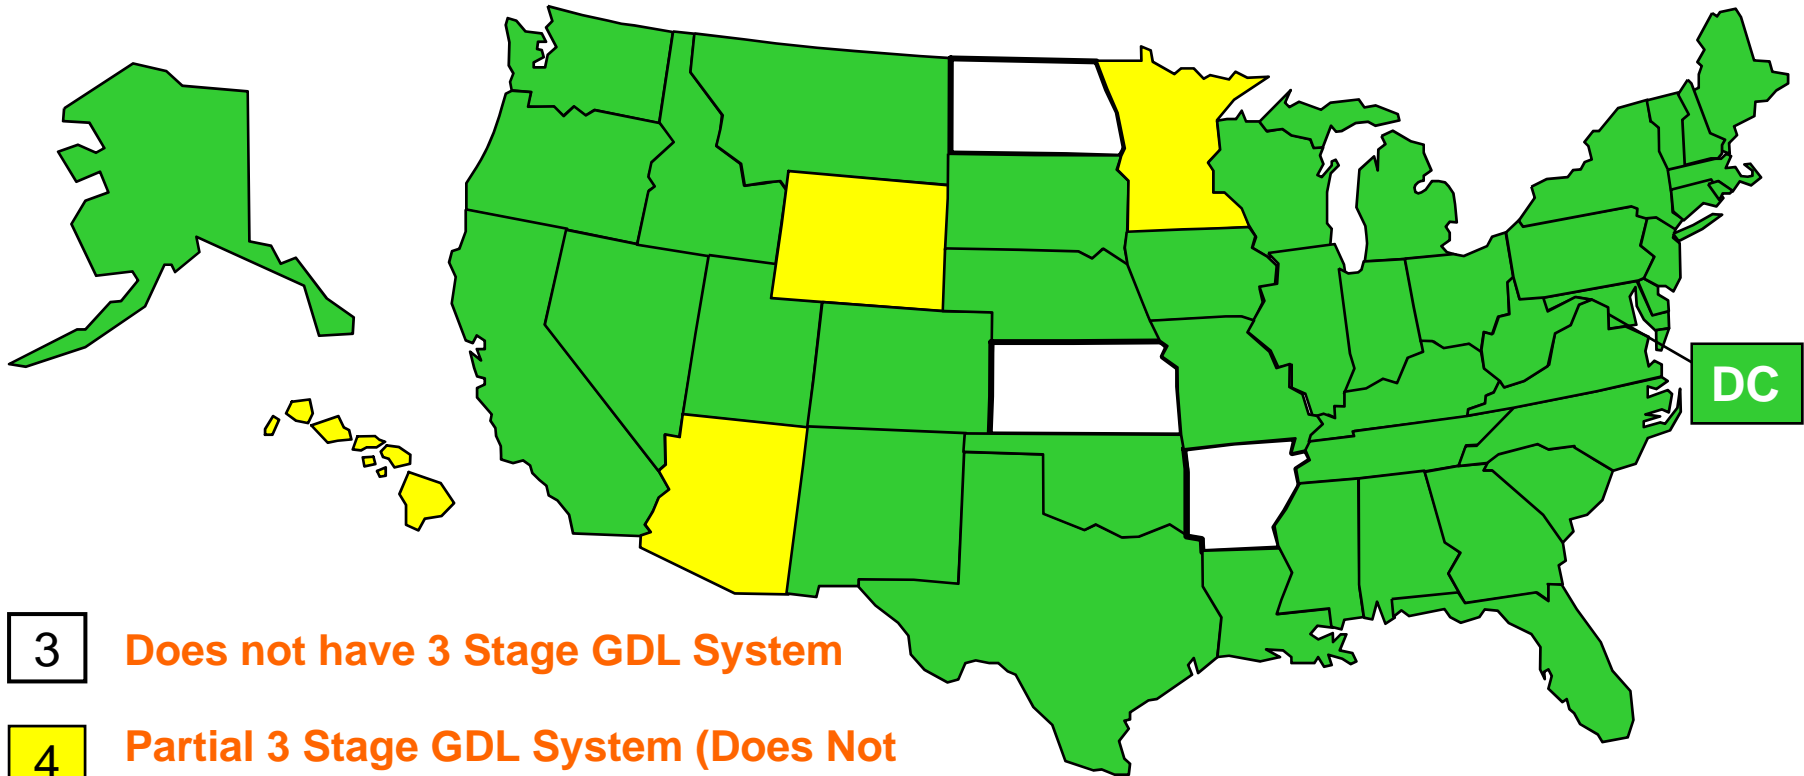 DC
3 Does not have 3 Stage GDL System
4 Partial 3 Stage GDL System (Does Not